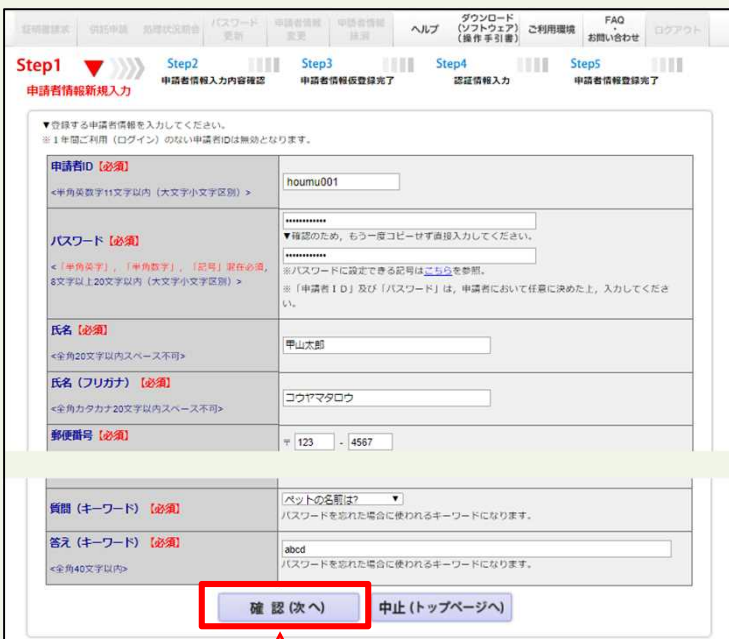 証明書請求 供託申請 処理状況照会 パスワード更新 申請者情報変更 申請者情報抹消 ヘルプ ダウンロード(ソフトウェア)(操作手引書) ご利用環境 FAQ・お問い合わせ ログアウト
Step1 Step2 Step3 Step4 Step5
申請者情報新規入力 申請者情報入力内容確認 申請者情報仮登録完了 認証情報入力 申請者情報登録完了
▼登録する申請者情報を入力してください。
※1年間ご利用（ログイン）のない申請者IDは無効となります。
申請者ID【必須】
<半角英数字11文字以内（大文字小文字区別）>
houmu001
パスワード【必須】
<「半角英字」，「半角数字」，「記号」混在必須，
8文字以上20文字以内（大文字小文字区別）>
••••••••••••
▼確認のため，もう一度コピーせず直接入力してください。
••••••••••••
※パスワードに設定できる記号はこちらを参照。
※「申請者ＩＤ」及び「パスワード」は，申請者において任意に決めた上，入力してくださ
い。
氏名【必須】
<全角20文字以内スペース不可>
甲山太郎
氏名（フリガナ）【必須】
<全角カタカナ20文字以内スペース不可>
コウヤマタロウ
郵便番号【必須】
〒 123 - 4567
質問（キーワード）【必須】
ペットの名前は? ▼
パスワードを忘れた場合に使われるキーワードになります。
答え（キーワード）【必須】
<全角40文字以内>
abcd
パスワードを忘れた場合に使われるキーワードになります。
確 認 (次 へ) 中止 (トップページへ)